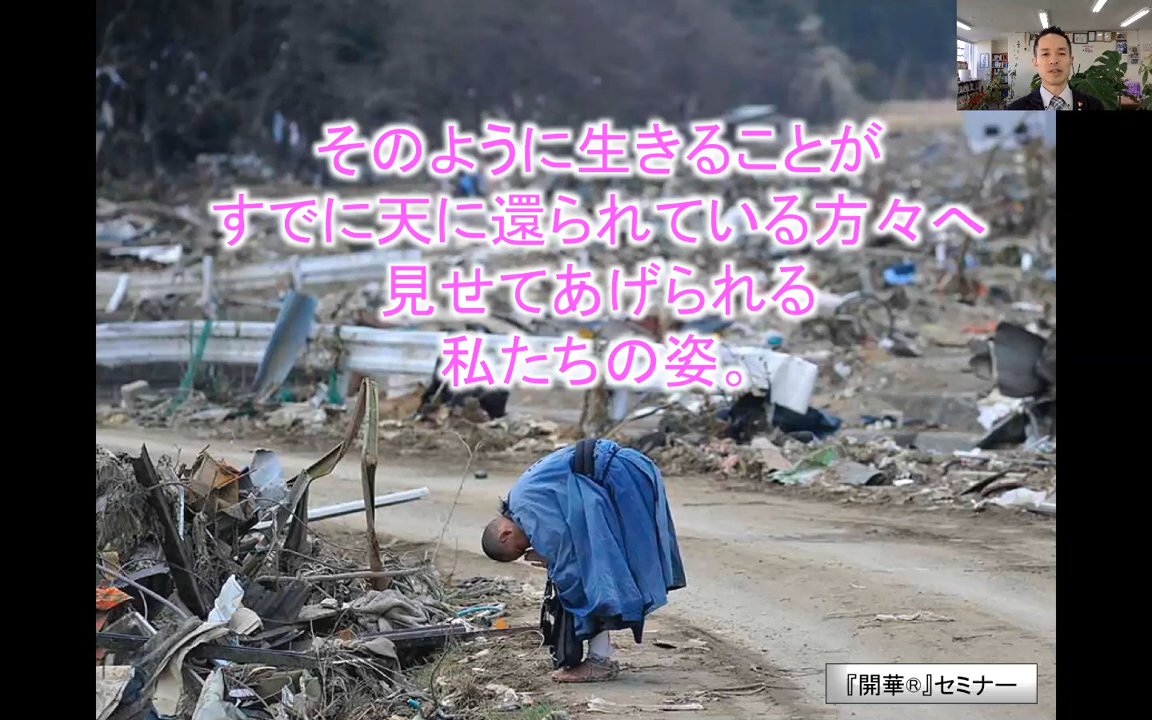 そのように生きることが
すでに天に還られている方々へ
見せてあげられる
私たちの姿。
『開華®』セミナー